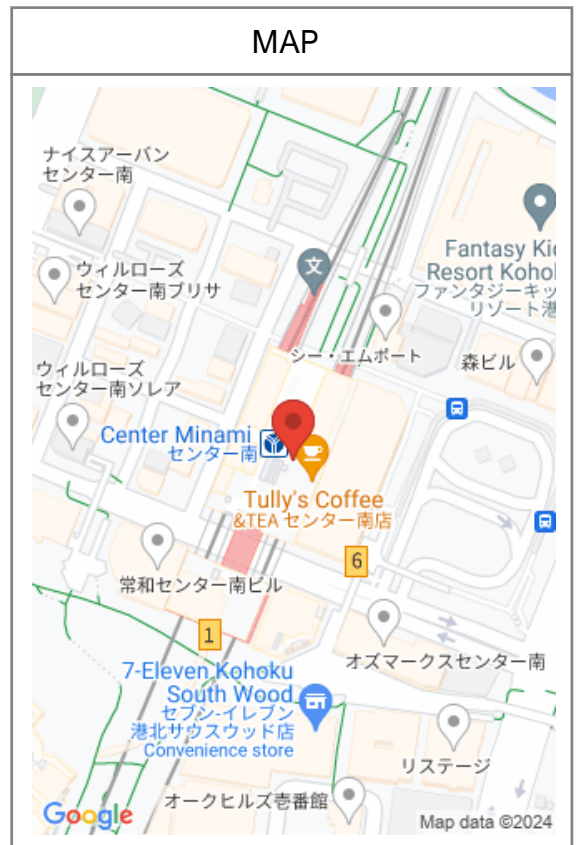 MAP
ナイスアーバン
センター南
ウィルローズ
センター南ブリサ
文
Fantasy Kid
Resort Kohol
ファンタジーキッ
リゾート港
シー・エムポート
森ビル
ウィルローズ
センター南ソレア
Center Minami
センター南
Tully's Coffee
&TEA センター南店
6
常和センター南ビル
1
オズマークスセンター南
7-Eleven Kohoku
South Wood
セブン-イレブン
港北サウスウッド店
Convenience store
リステージ
オークヒルズ壱番館
Google
Map data ©2024